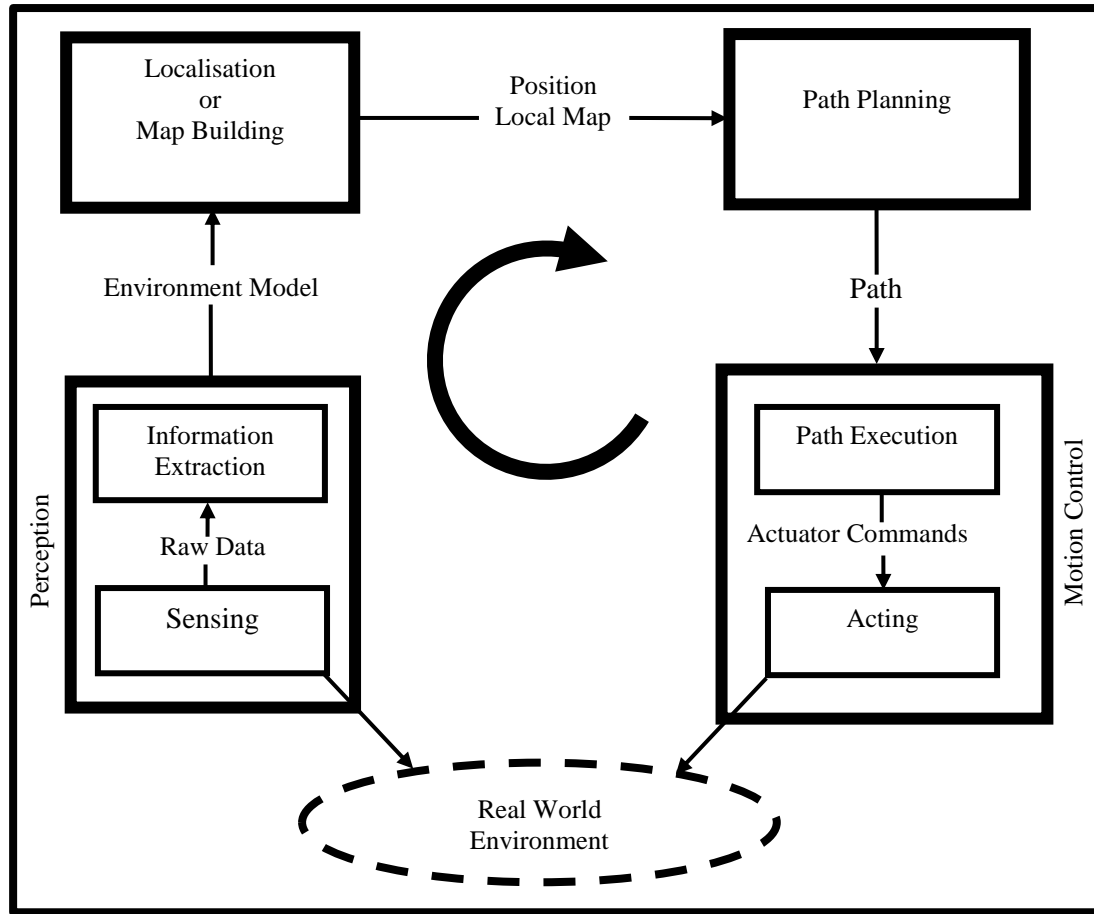 Localisation
or
Map Building
Position
Local Map
Path Planning
Environment Model
Path
Perception
Information
Extraction
Raw Data
Sensing
Path Execution
Actuator Commands
Acting
Motion Control
Real World
Environment